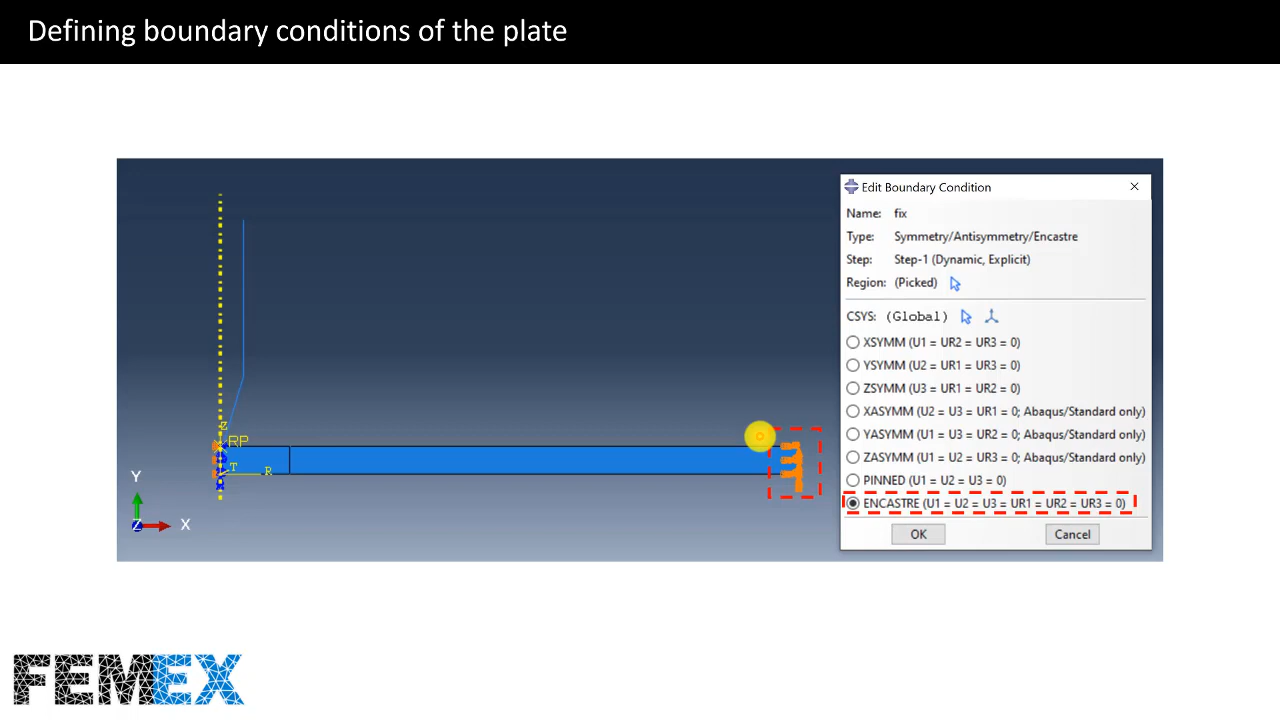 Defining boundary conditions of the plate
Edit Boundary Condition
Name: fix
Type: Symmetry/Antisymmetry/Encastre
Step: Step-1 (Dynamic, Explicit)
Region: (Picked)
CSYS: (Global)
XSYMM (U1 = UR2 = UR3 = 0)
YSYMM (U2 = UR1 = UR3 = 0)
ZSYMM (U3 = UR1 = UR2 = 0)
XASYMM (U2 = U3 = UR1 = 0; Abaqus/Standard only)
YASYMM (U1 = U3 = UR2 = 0; Abaqus/Standard only)
ZASYMM (U1 = U2 = UR3 = 0; Abaqus/Standard only)
PINNED (U1 = U2 = U3 = 0)
ENCASTRE (U1 = U2 = U3 = UR1 = UR2 = UR3 = 0)
OK Cancel
Z
RP
T
R
Y
Z X
FEMEX